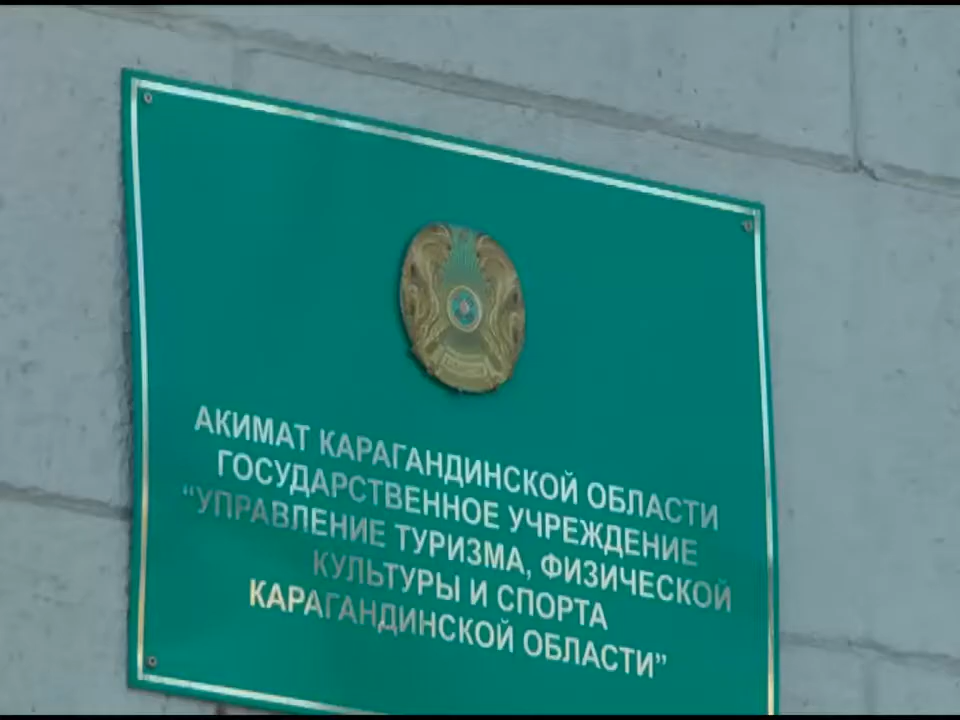 АКИМАТ КАРАГАНДИНСКОЙ ОБЛАСТИ
ГОСУДАРСТВЕННОЕ УЧРЕЖДЕНИЕ
“УПРАВЛЕНИЕ ТУРИЗМА, ФИЗИЧЕСКОЙ
КУЛЬТУРЫ И СПОРТА
КАРАГАНДИНСКОЙ ОБЛАСТИ”